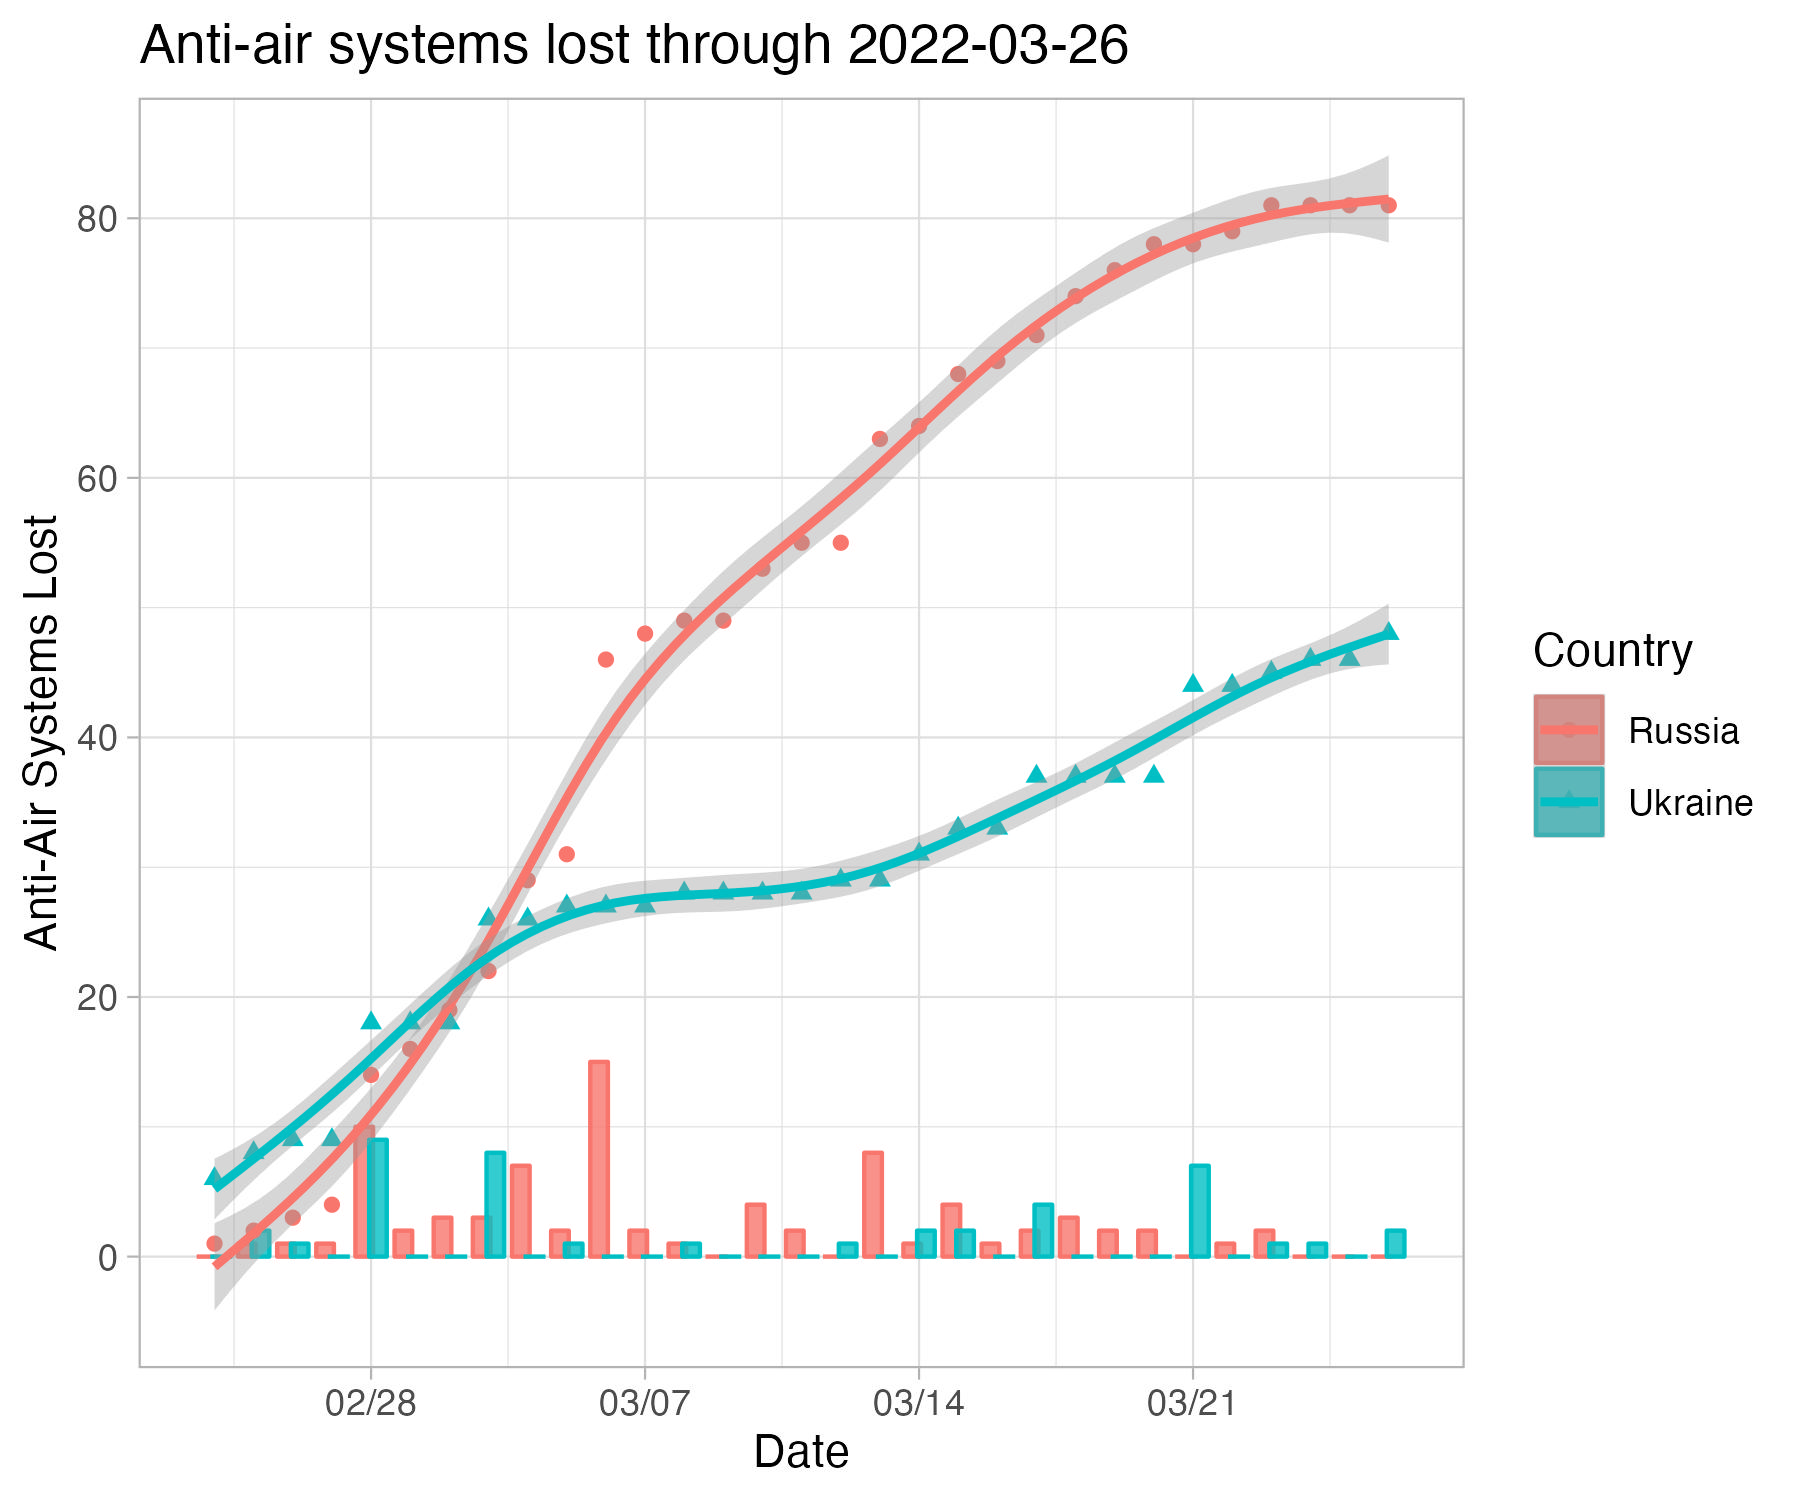 Anti-air systems lost through 2022-03-26
Anti-Air Systems Lost
80
60
40
20
0
02/28 03/07 03/14 03/21
Date
Country
Russia
Ukraine